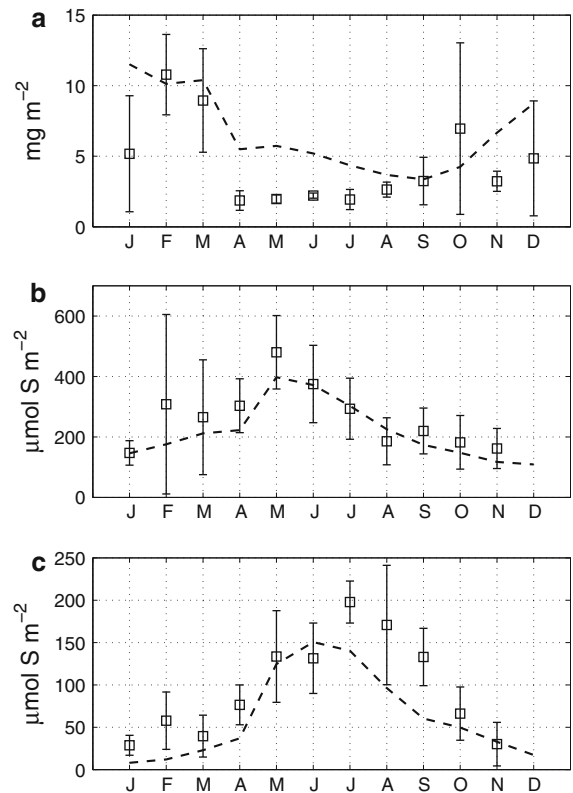 a
15
10
5
0
mg m⁻²
J F M A M J J A S O N D
b
600
400
200
0
µmol S m⁻²
J F M A M J J A S O N D
c
250
200
150
100
50
0
µmol S m⁻²
J F M A M J J A S O N D